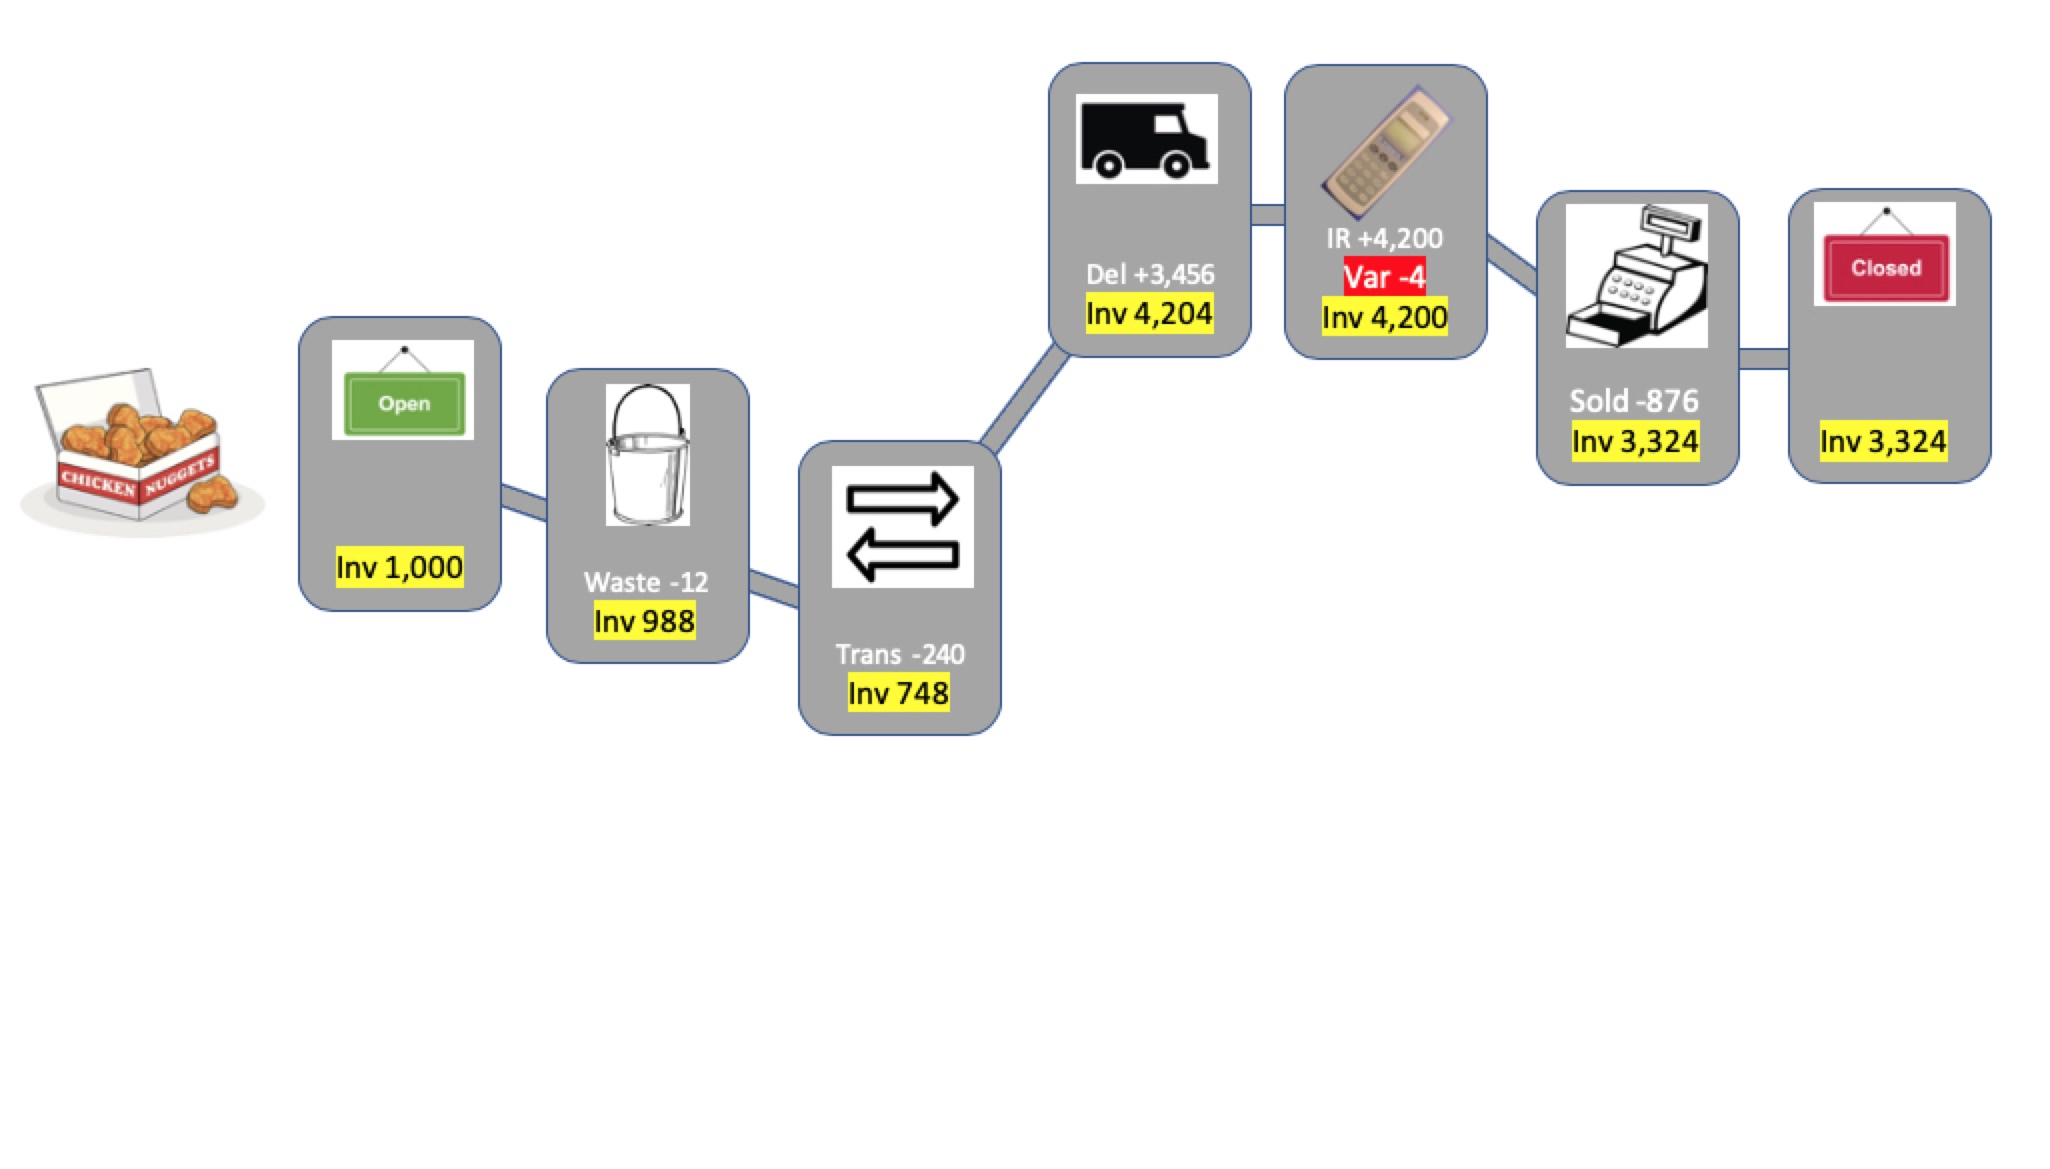 CHICKEN NUGGETS
Open
Inv 1,000
Waste -12
Inv 988
Trans -240
Inv 748
Del +3,456
Inv 4,204
IR +4,200
Var -4
Inv 4,200
Sold -876
Inv 3,324
Closed
Inv 3,324